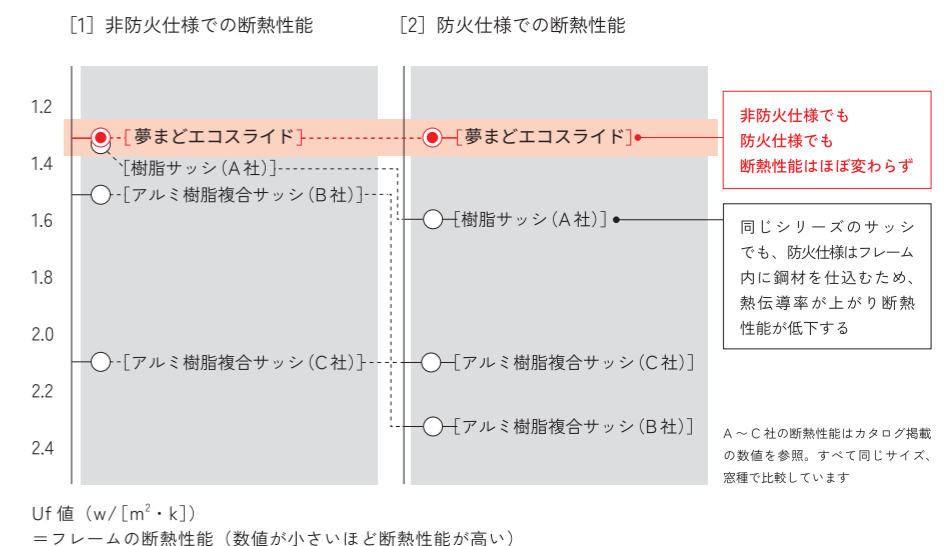 ［1］非防火仕様での断熱性能
［2］防火仕様での断熱性能
1.2
1.4
1.6
1.8
2.0
2.2
2.4
［夢まどエコスライド］
［樹脂サッシ（A社）］
［アルミ樹脂複合サッシ（B社）］
［アルミ樹脂複合サッシ（C社）］
［夢まどエコスライド］
［樹脂サッシ（A社）］
［アルミ樹脂複合サッシ（C社）］
［アルミ樹脂複合サッシ（B社）］
非防火仕様でも
防火仕様でも
断熱性能はほぼ変わらず
同じシリーズのサッシ
でも、防火仕様はフレーム
内に鋼材を仕込むため、
熱伝導率が上がり断熱
性能が低下する
A～C社の断熱性能はカタログ掲載
の数値を参照。すべて同じサイズ、
窓種で比較しています
Uf 値（w/［m²・k］）
＝フレームの断熱性能（数値が小さいほど断熱性能が高い）